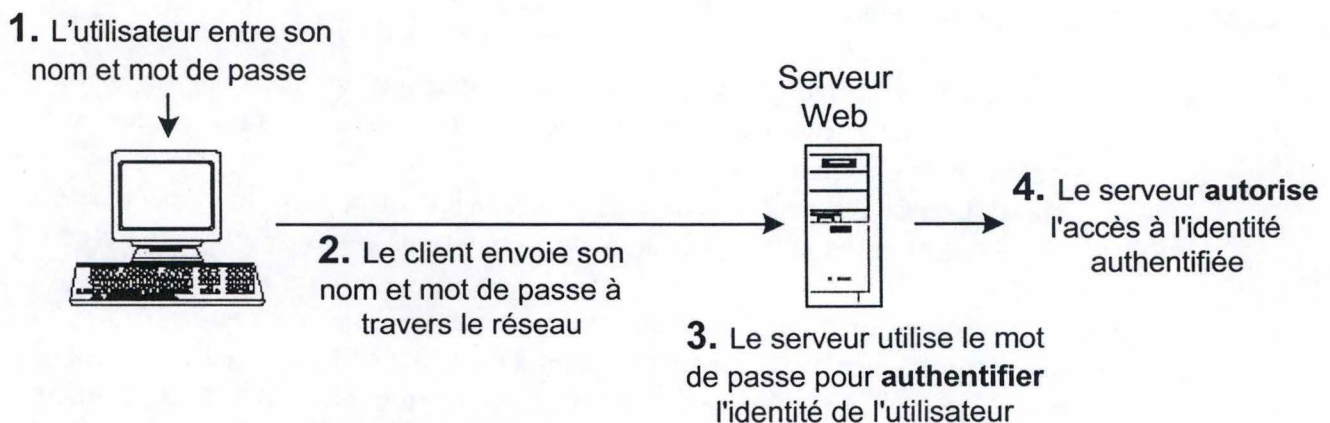 1. L'utilisateur entre son
nom et mot de passe
Serveur
Web
2. Le client envoie son
nom et mot de passe à
travers le réseau
3. Le serveur utilise le mot
de passe pour authentifier
l'identité de l'utilisateur
4. Le serveur autorise
l'accès à l'identité
authentifiée